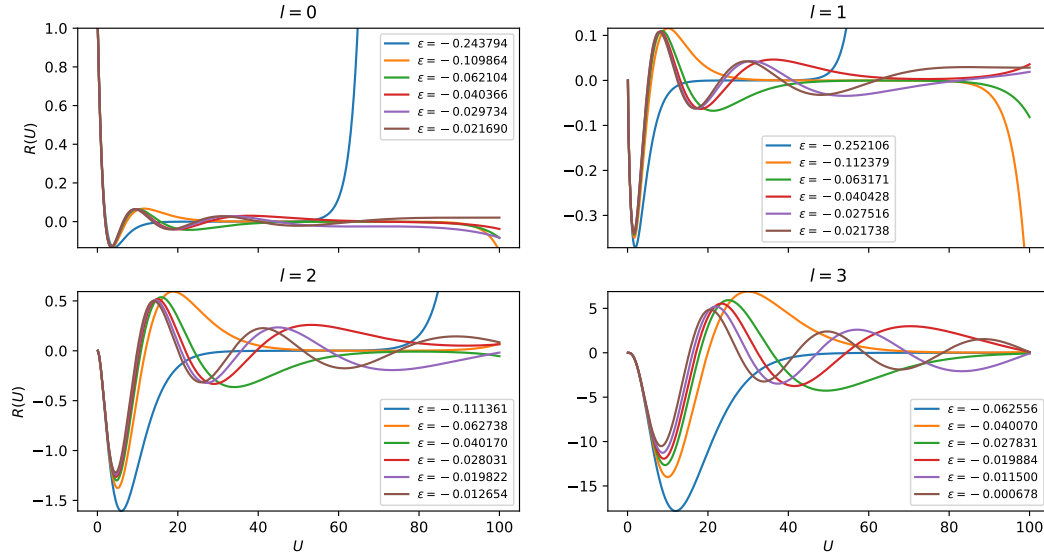 l = 0
1.0
0.8
0.6
0.4
0.2
0.0
R(U)
ε = −0.243794
ε = −0.109864
ε = −0.062104
ε = −0.040366
ε = −0.029734
ε = −0.021690
l = 1
0.1
0.0
−0.1
−0.2
−0.3
ε = −0.252106
ε = −0.112379
ε = −0.063171
ε = −0.040428
ε = −0.027516
ε = −0.021738
l = 2
0.5
0.0
−0.5
−1.0
−1.5
R(U)
ε = −0.111361
ε = −0.062738
ε = −0.040170
ε = −0.028031
ε = −0.019822
ε = −0.012654
0 20 40 60 80 100
U
l = 3
5
0
−5
−10
−15
ε = −0.062556
ε = −0.040070
ε = −0.027831
ε = −0.019884
ε = −0.011500
ε = −0.000678
0 20 40 60 80 100
U